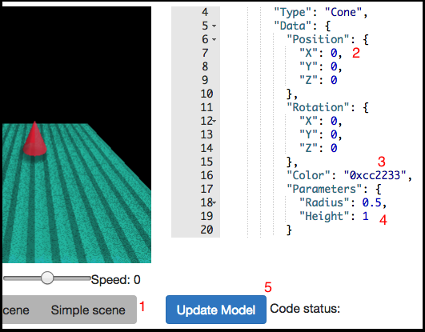 4 "Type": "Cone",
5 "Data": {
6 "Position": {
7 "X": 0, 2
8 "Y": 0,
9 "Z": 0
10 },
11 "Rotation": {
12 "X": 0,
13 "Y": 0,
14 "Z": 0
15 }, 3
16 "Color": "0xcc2233",
17 "Parameters": {
18 "Radius": 0.5,
19 "Height": 1 4
20 }
Speed: 0
5
cene Simple scene 1 Update Model Code status: